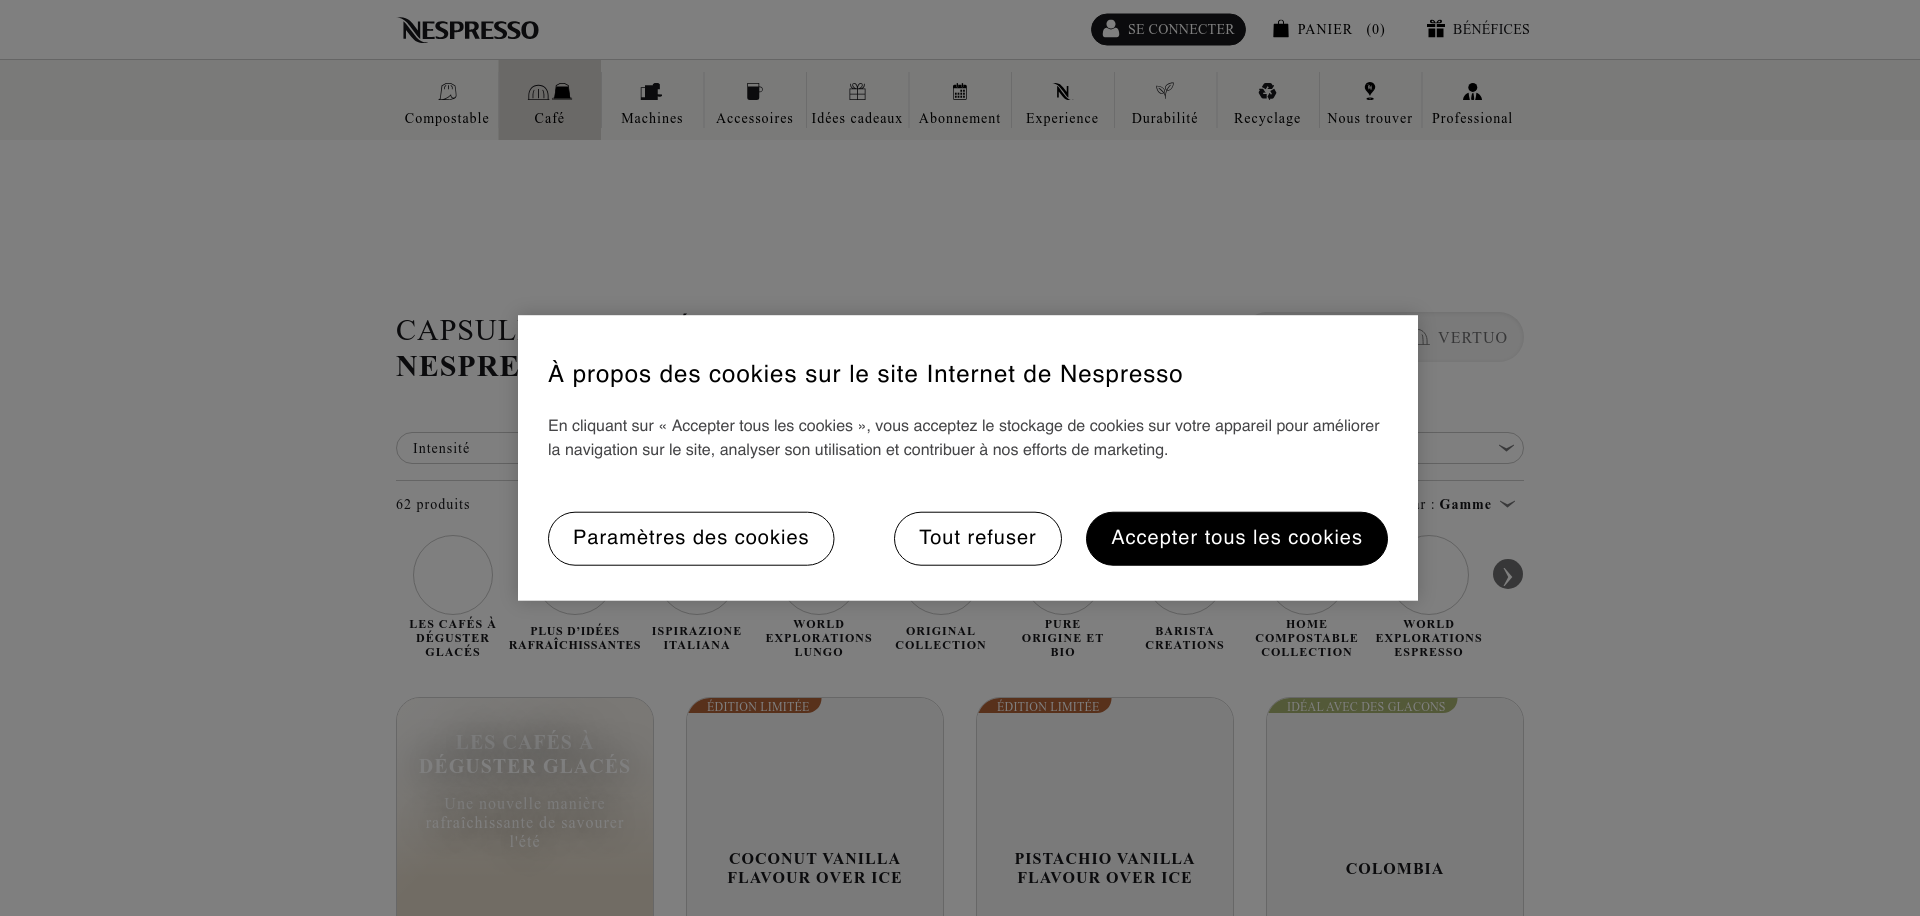 NESPRESSO
SE CONNECTER
PANIER (0)
BÉNÉFICES
Compostable
Café
Machines
Accessoires
Idées cadeaux
Abonnement
Experience
Durabilité
Recyclage
Nous trouver
Professional
CAPSUL
NESPRE
VERTUO
À propos des cookies sur le site Internet de Nespresso
En cliquant sur « Accepter tous les cookies », vous acceptez le stockage de cookies sur votre appareil pour améliorer
la navigation sur le site, analyser son utilisation et contribuer à nos efforts de marketing.
Paramètres des cookies
Tout refuser
Accepter tous les cookies
Intensité
62 produits
: Gamme
LES CAFÉS À
DÉGUSTER
GLACÉS
PLUS D'IDÉES
RAFRAÎCHISSANTES
ISPIRAZIONE
ITALIANA
WORLD
EXPLORATIONS
LUNGO
ORIGINAL
COLLECTION
PURE
ORIGINE ET
BIO
BARISTA
CREATIONS
HOME
COMPOSTABLE
COLLECTION
WORLD
EXPLORATIONS
ESPRESSO
LES CAFÉS À
DÉGUSTER GLACÉS
Une nouvelle manière
rafraîchissante de savourer
l'été
ÉDITION LIMITÉE
COCONUT VANILLA
FLAVOUR OVER ICE
ÉDITION LIMITÉE
PISTACHIO VANILLA
FLAVOUR OVER ICE
IDÉAL AVEC DES GLACONS
COLOMBIA